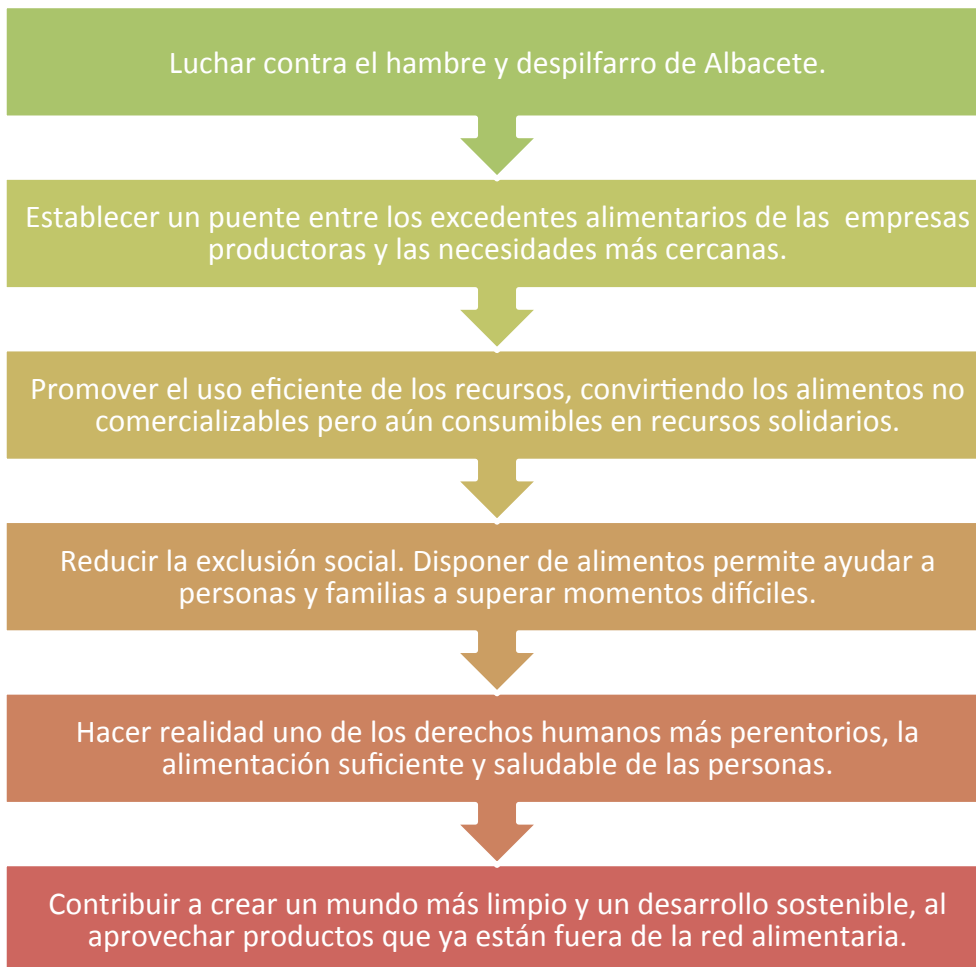 Luchar contra el hambre y despilfarro de Albacete.
Establecer un puente entre los excedentes alimentarios de las empresas
productoras y las necesidades más cercanas.
Promover el uso eficiente de los recursos, convirtiendo los alimentos no
comercializables pero aún consumibles en recursos solidarios.
Reducir la exclusión social. Disponer de alimentos permite ayudar a
personas y familias a superar momentos difíciles.
Hacer realidad uno de los derechos humanos más perentorios, la
alimentación suficiente y saludable de las personas.
Contribuir a crear un mundo más limpio y un desarrollo sostenible, al
aprovechar productos que ya están fuera de la red alimentaria.